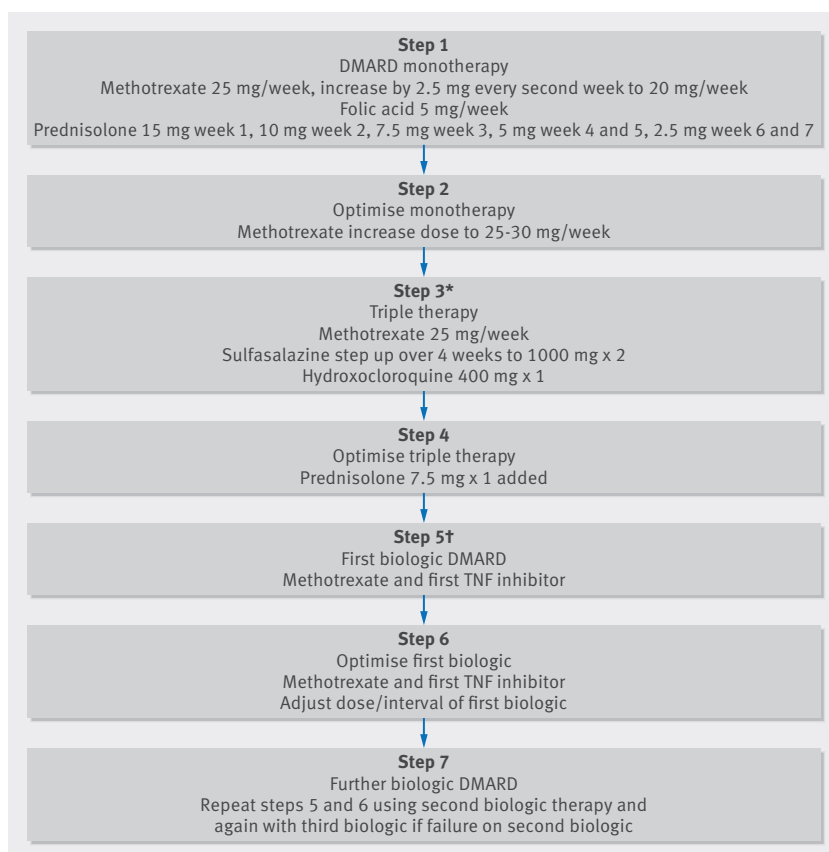 Step 1
DMARD monotherapy
Methotrexate 25 mg/week, increase by 2.5 mg every second week to 20 mg/week
Folic acid 5 mg/week
Prednisolone 15 mg week 1, 10 mg week 2, 7.5 mg week 3, 5 mg week 4 and 5, 2.5 mg week 6 and 7
Step 2
Optimise monotherapy
Methotrexate increase dose to 25-30 mg/week
Step 3*
Triple therapy
Methotrexate 25 mg/week
Sulfasalazine step up over 4 weeks to 1000 mg x 2
Hydroxocloroquine 400 mg x 1
Step 4
Optimise triple therapy
Prednisolone 7.5 mg x 1 added
Step 5†
First biologic DMARD
Methotrexate and first TNF inhibitor
Step 6
Optimise first biologic
Methotrexate and first TNF inhibitor
Adjust dose/interval of first biologic
Step 7
Further biologic DMARD
Repeat steps 5 and 6 using second biologic therapy and
again with third biologic if failure on second biologic